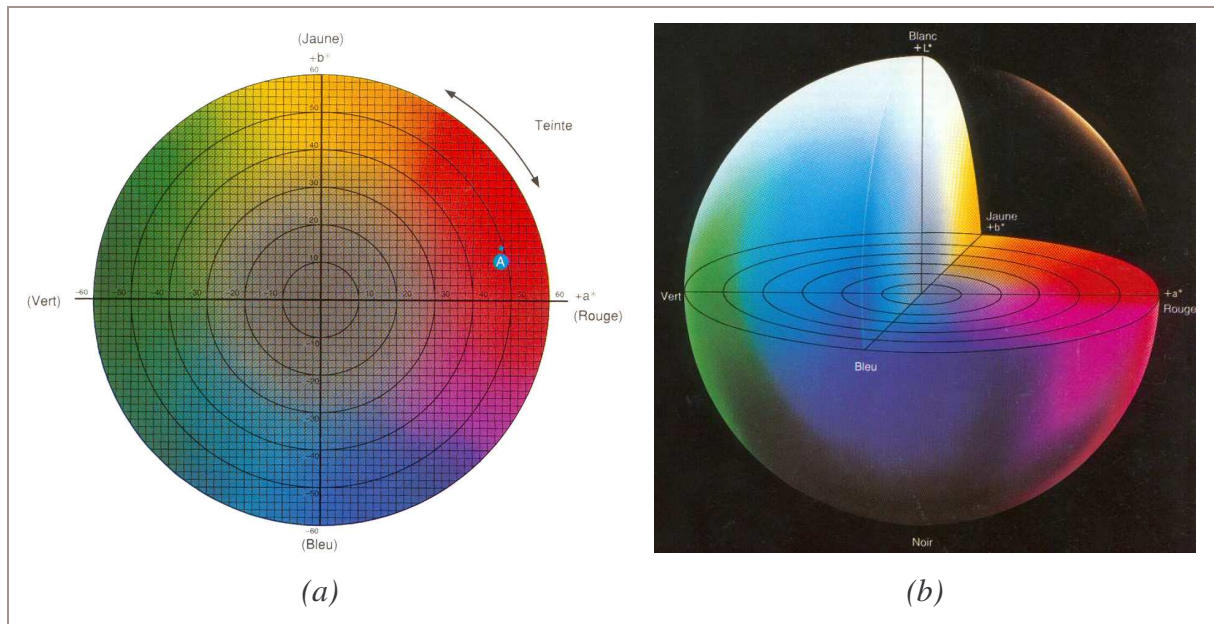 (Jaune)
+b*
60
50
40
30
20
10
Teinte
A
(Vert)
-60 -50 -40 -30 -20 -10 10 20 30 40 50 60
+a*
(Rouge)
-10
-20
-30
-40
-50
-60
(Bleu)
(a)
Blanc
+L*
Jaune
+b*
Vert
+a*
Rouge
Bleu
Noir
(b)